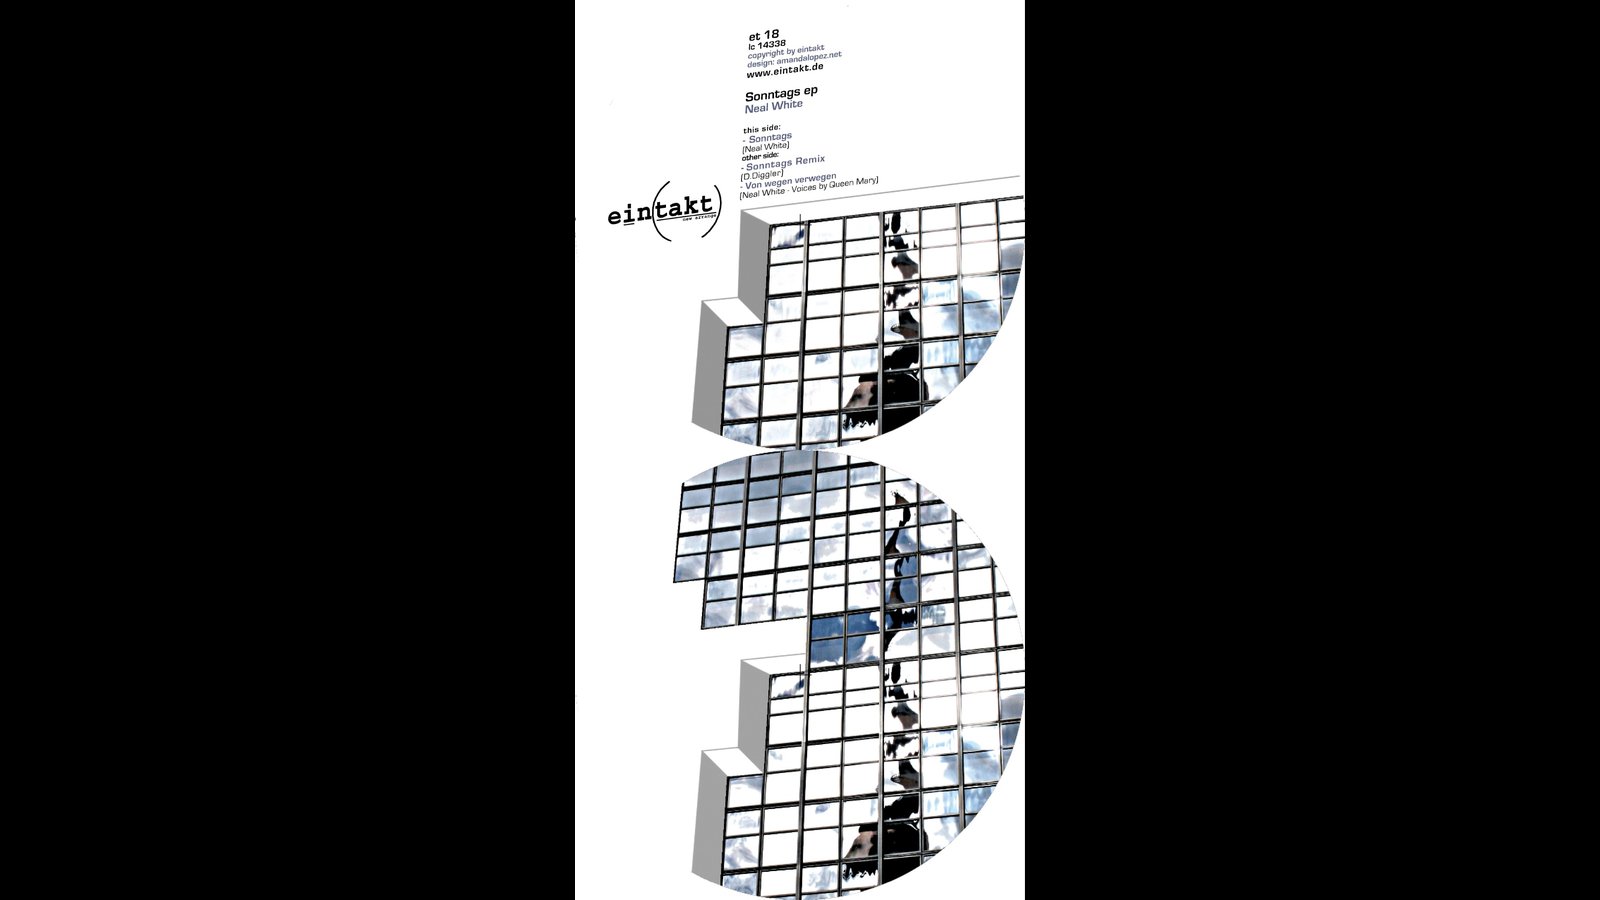 et 18
lc 14338
copyright by eintakt
design: amandalopez.net
www.eintakt.de
Sonntags ep
Neal White
this side:
- Sonntags
[Neal White]
other side:
- Sonntags Remix
[D.Diggler]
- Von wegen verwegen
[Neal White - Voices by Queen Mary]
eintakt
new arrange